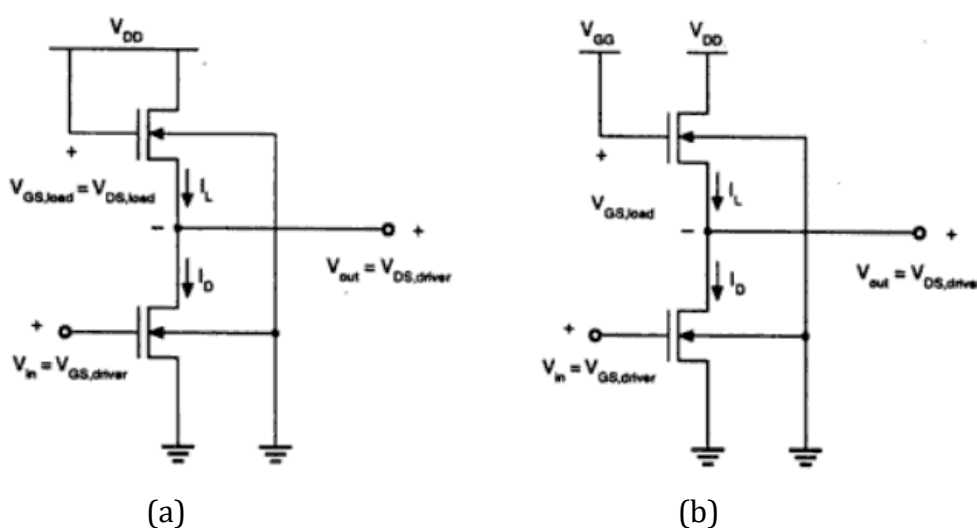 V_DD
+
V_GS,load = V_DS,load
I_L
−
+
V_out = V_DS,driver
I_D
+
V_in = V_GS,driver
(a)
V_GG
V_DD
+
V_GS,load
I_L
−
+
V_out = V_DS,drive
I_D
+
V_in = V_GS,driver
(b)